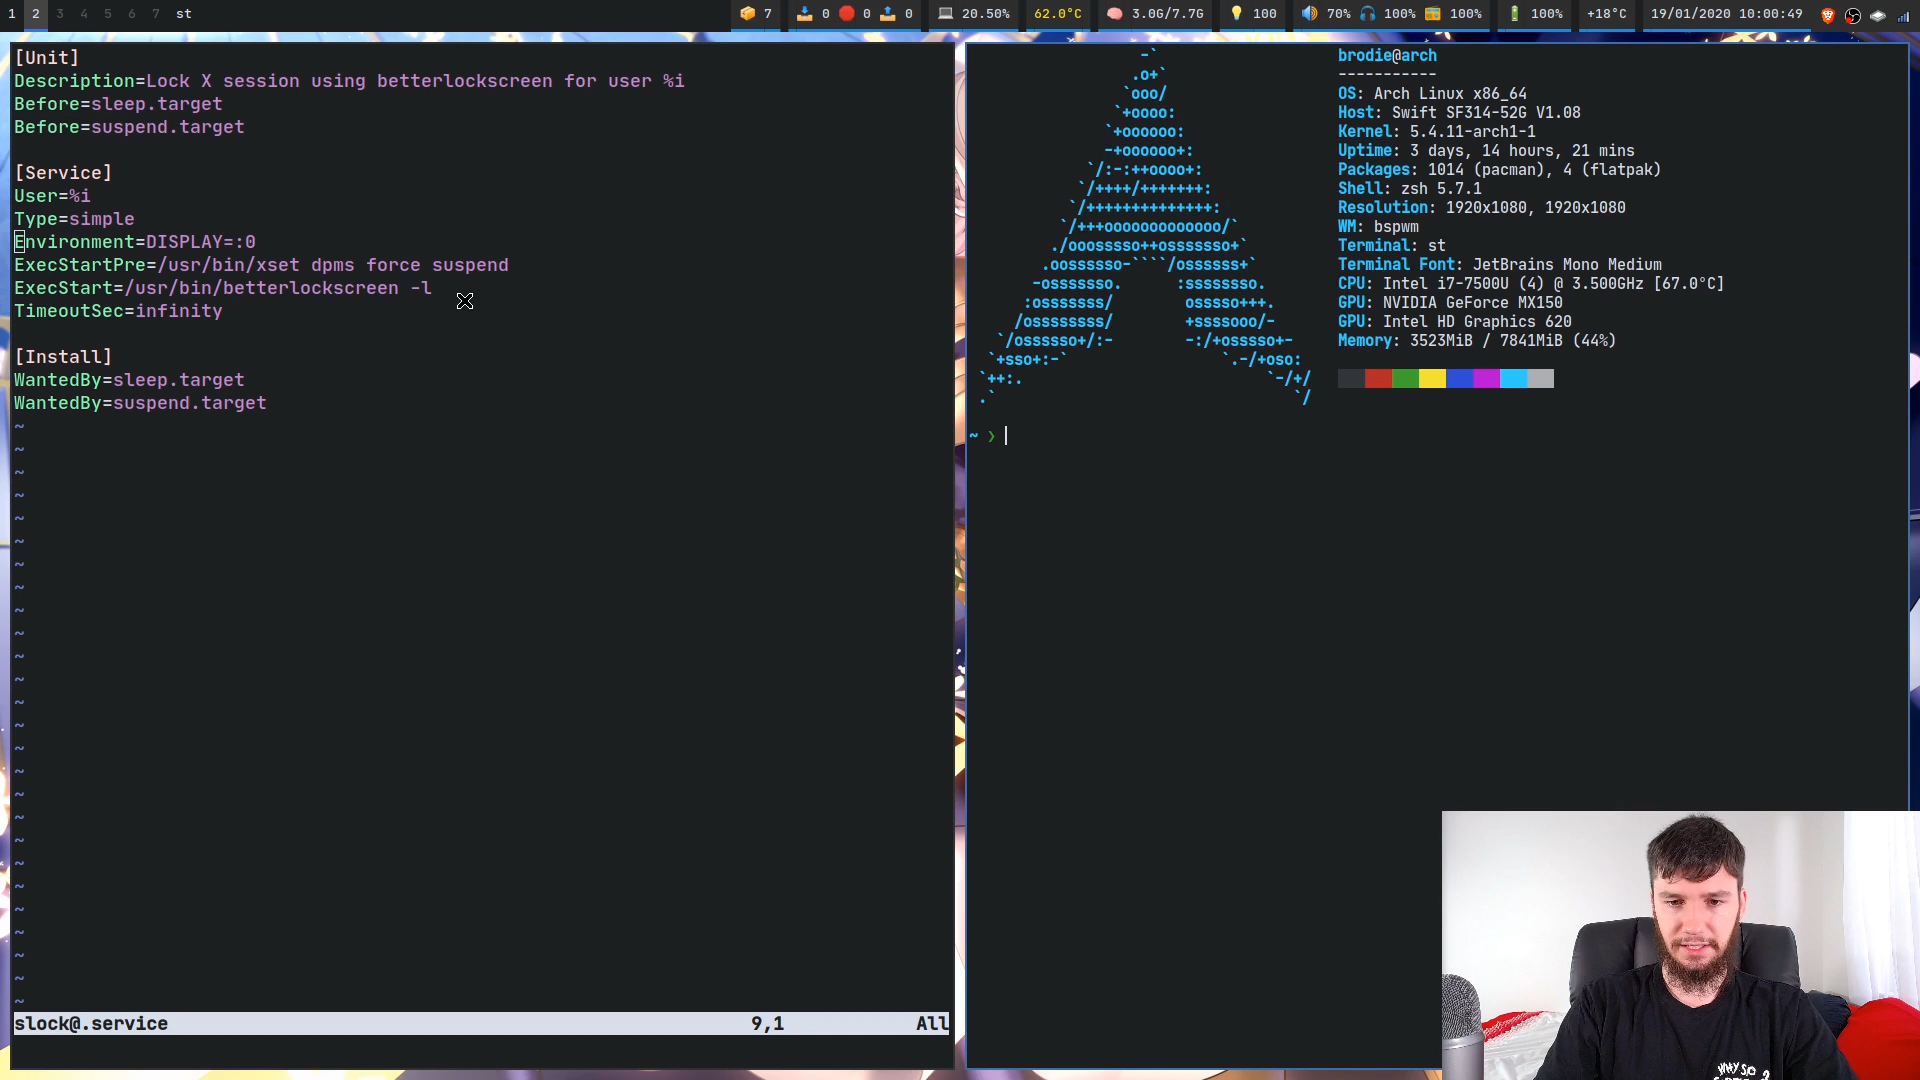 1 2 3 4 5 6 7 st 7 0 0 0 20.50% 62.0°C 3.0G/7.7G 100 70% 100% 100% 100% +18°C 19/01/2020 10:00:49
[Unit]
Description=Lock X session using betterlockscreen for user %i
Before=sleep.target
Before=suspend.target
[Service]
User=%i
Type=simple
Environment=DISPLAY=:0
ExecStartPre=/usr/bin/xset dpms force suspend
ExecStart=/usr/bin/betterlockscreen -l
TimeoutSec=infinity
[Install]
WantedBy=sleep.target
WantedBy=suspend.target
slock@.service 9,1 All
brodie@arch
-----------
OS: Arch Linux x86_64
Host: Swift SF314-52G V1.08
Kernel: 5.4.11-arch1-1
Uptime: 3 days, 14 hours, 21 mins
Packages: 1014 (pacman), 4 (flatpak)
Shell: zsh 5.7.1
Resolution: 1920x1080, 1920x1080
WM: bspwm
Terminal: st
Terminal Font: JetBrains Mono Medium
CPU: Intel i7-7500U (4) @ 3.500GHz [67.0°C]
GPU: NVIDIA GeForce MX150
GPU: Intel HD Graphics 620
Memory: 3523MiB / 7841MiB (44%)
~ ❯
WHY SO